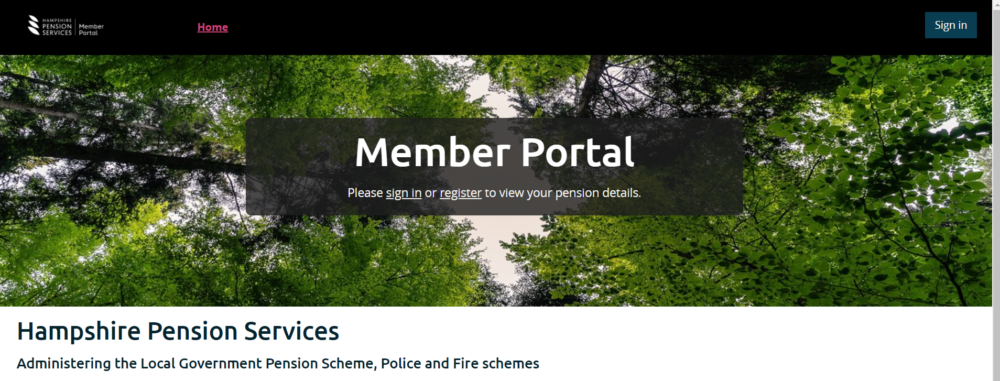 HAMPSHIRE
PENSION
SERVICES
Member
Portal
Home
Sign in
Member Portal
Please sign in or register to view your pension details.
Hampshire Pension Services
Administering the Local Government Pension Scheme, Police and Fire schemes